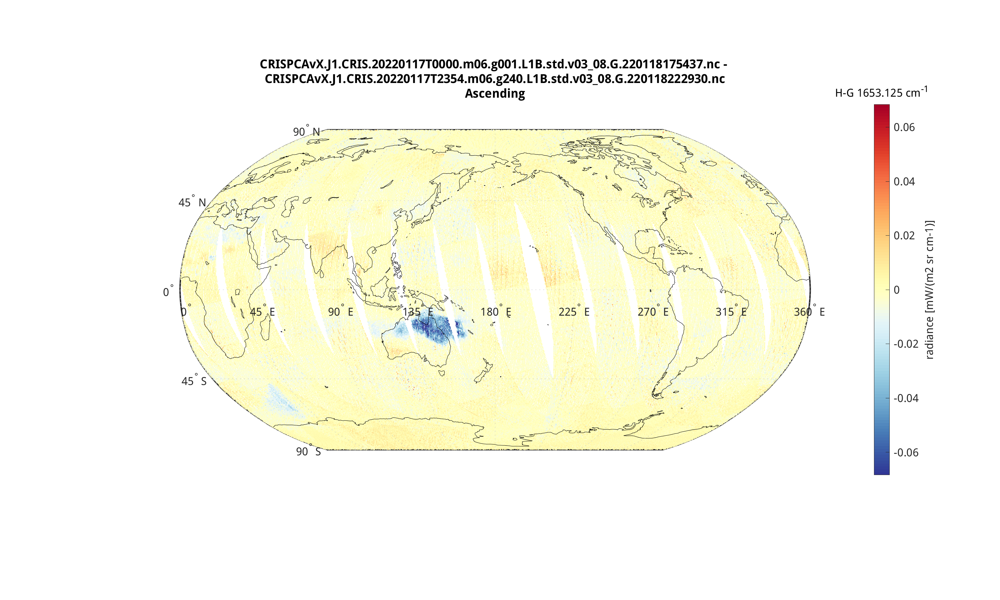 CRISPCAvX.J1.CRIS.20220117T0000.m06.g001.L1B.std.v03_08.G.220118175437.nc -
CRISPCAvX.J1.CRIS.20220117T2354.m06.g240.L1B.std.v03_08.G.220118222930.nc
Ascending
H-G 1653.125 cm-1
90° N
45° N
0°
0° 45° E 90° E 135° E 180° E 225° E 270° E 315° E 360° E
45° S
90° S
0.06
0.04
0.02
0
-0.02
-0.04
-0.06
radiance [mW/(m2 sr cm-1)]